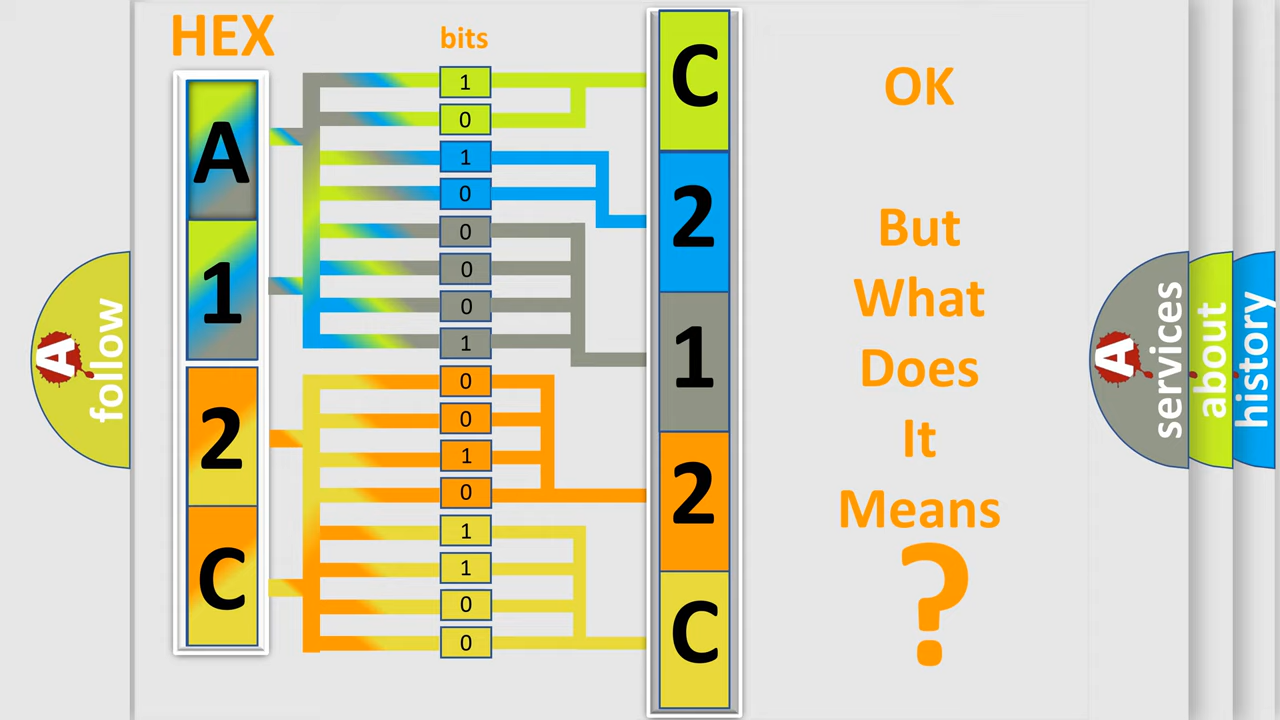 HEX
bits
A
1
2
C
1
0
1
0
0
0
0
1
0
0
1
0
1
1
0
0
C
2
1
2
C
OK
But
What
Does
It
Means
?
A
follow
A
services
about
history